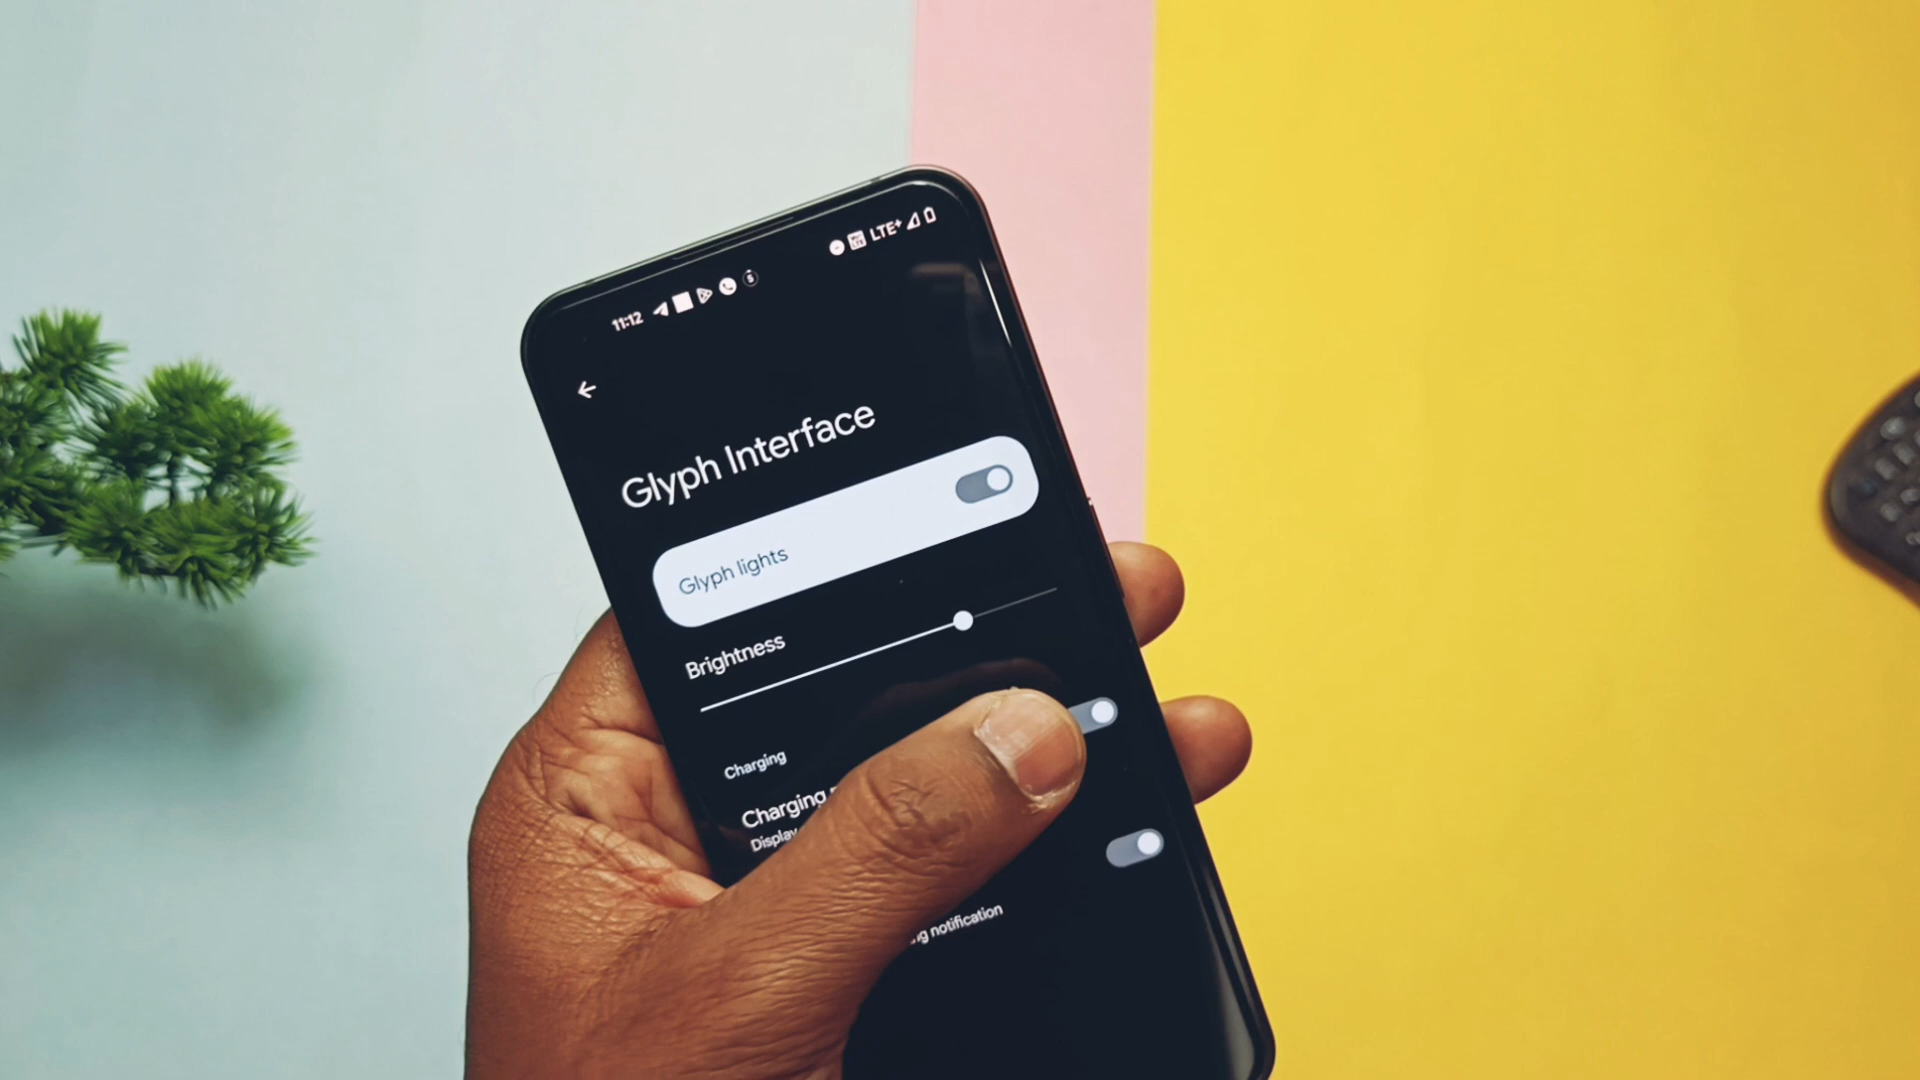 11:12
LTE+
Glyph Interface
Glyph lights
Brightness
Charging
Charging
Display
notification